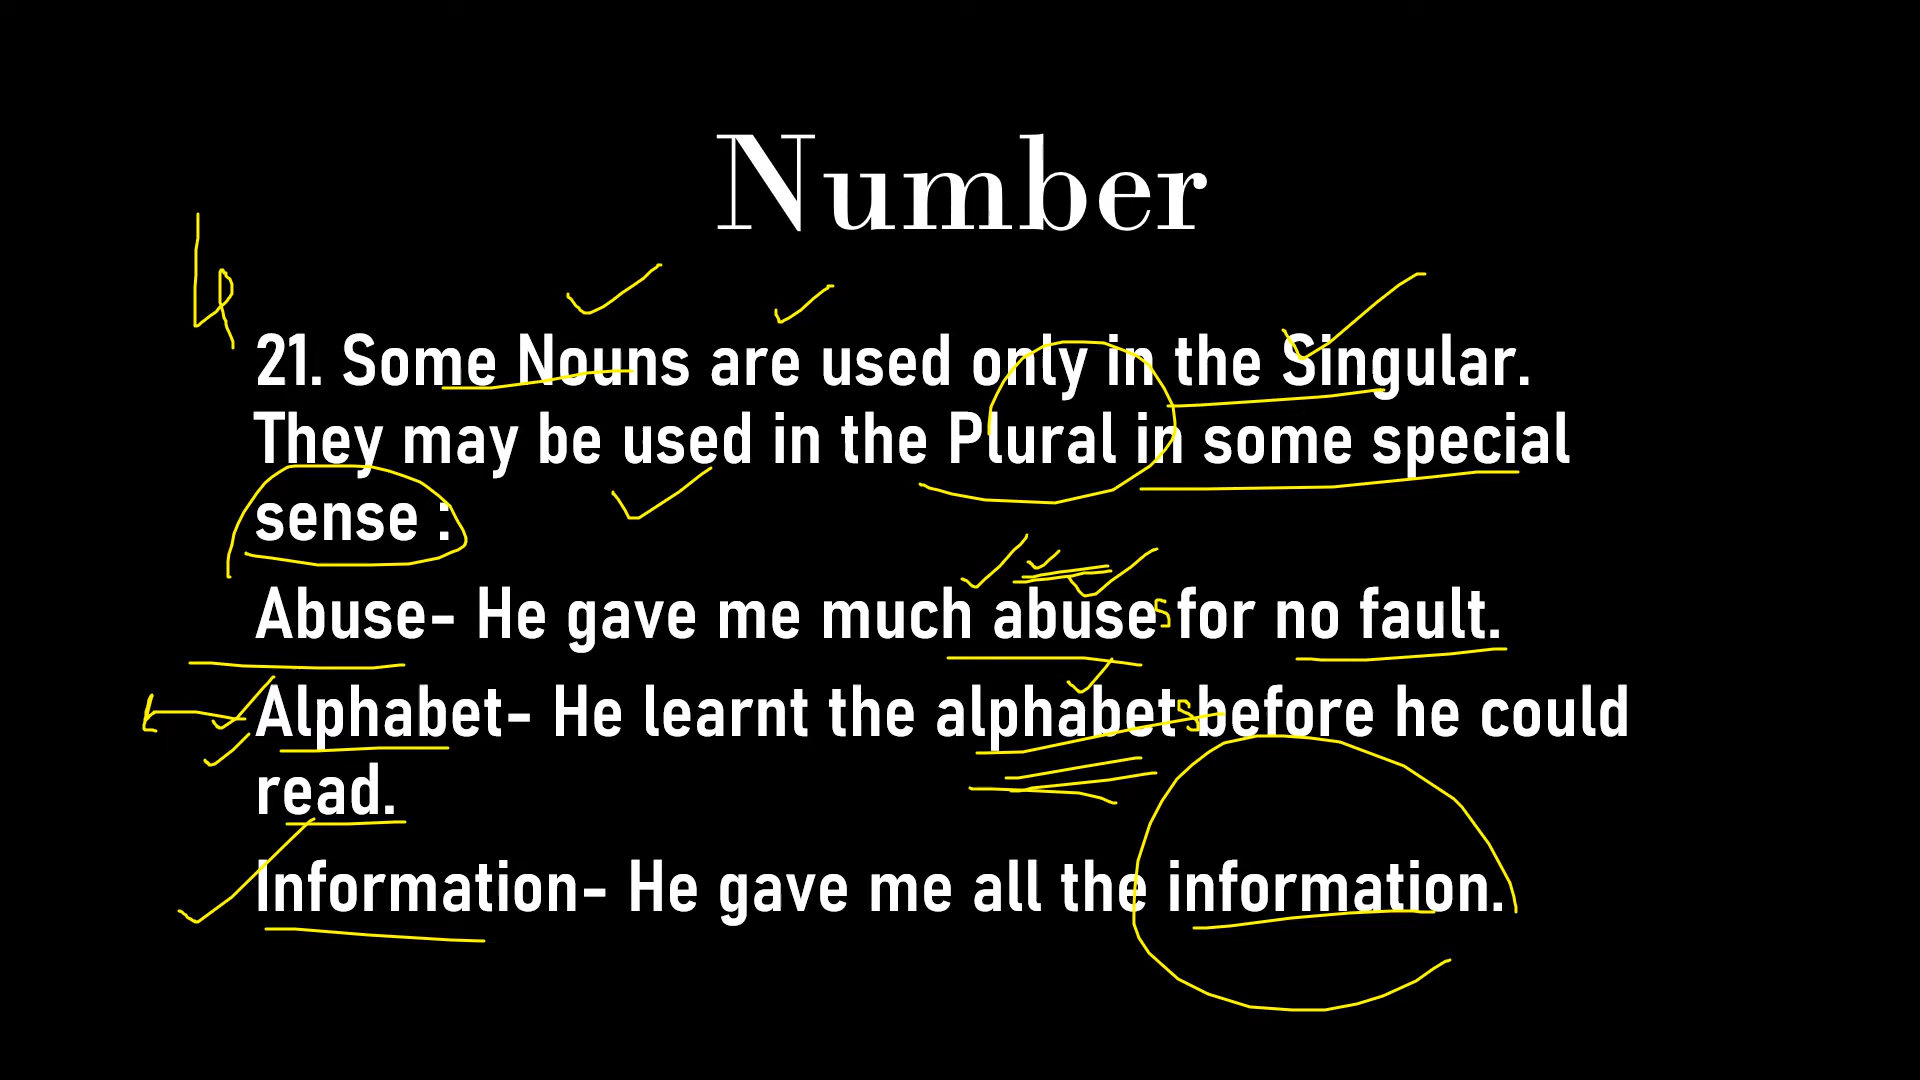 Number
21. Some Nouns are used only in the Singular.
They may be used in the Plural in some special
sense :
Abuse- He gave me much abuses for no fault.
Alphabet- He learnt the alphabets before he could
read.
Information- He gave me all the information.